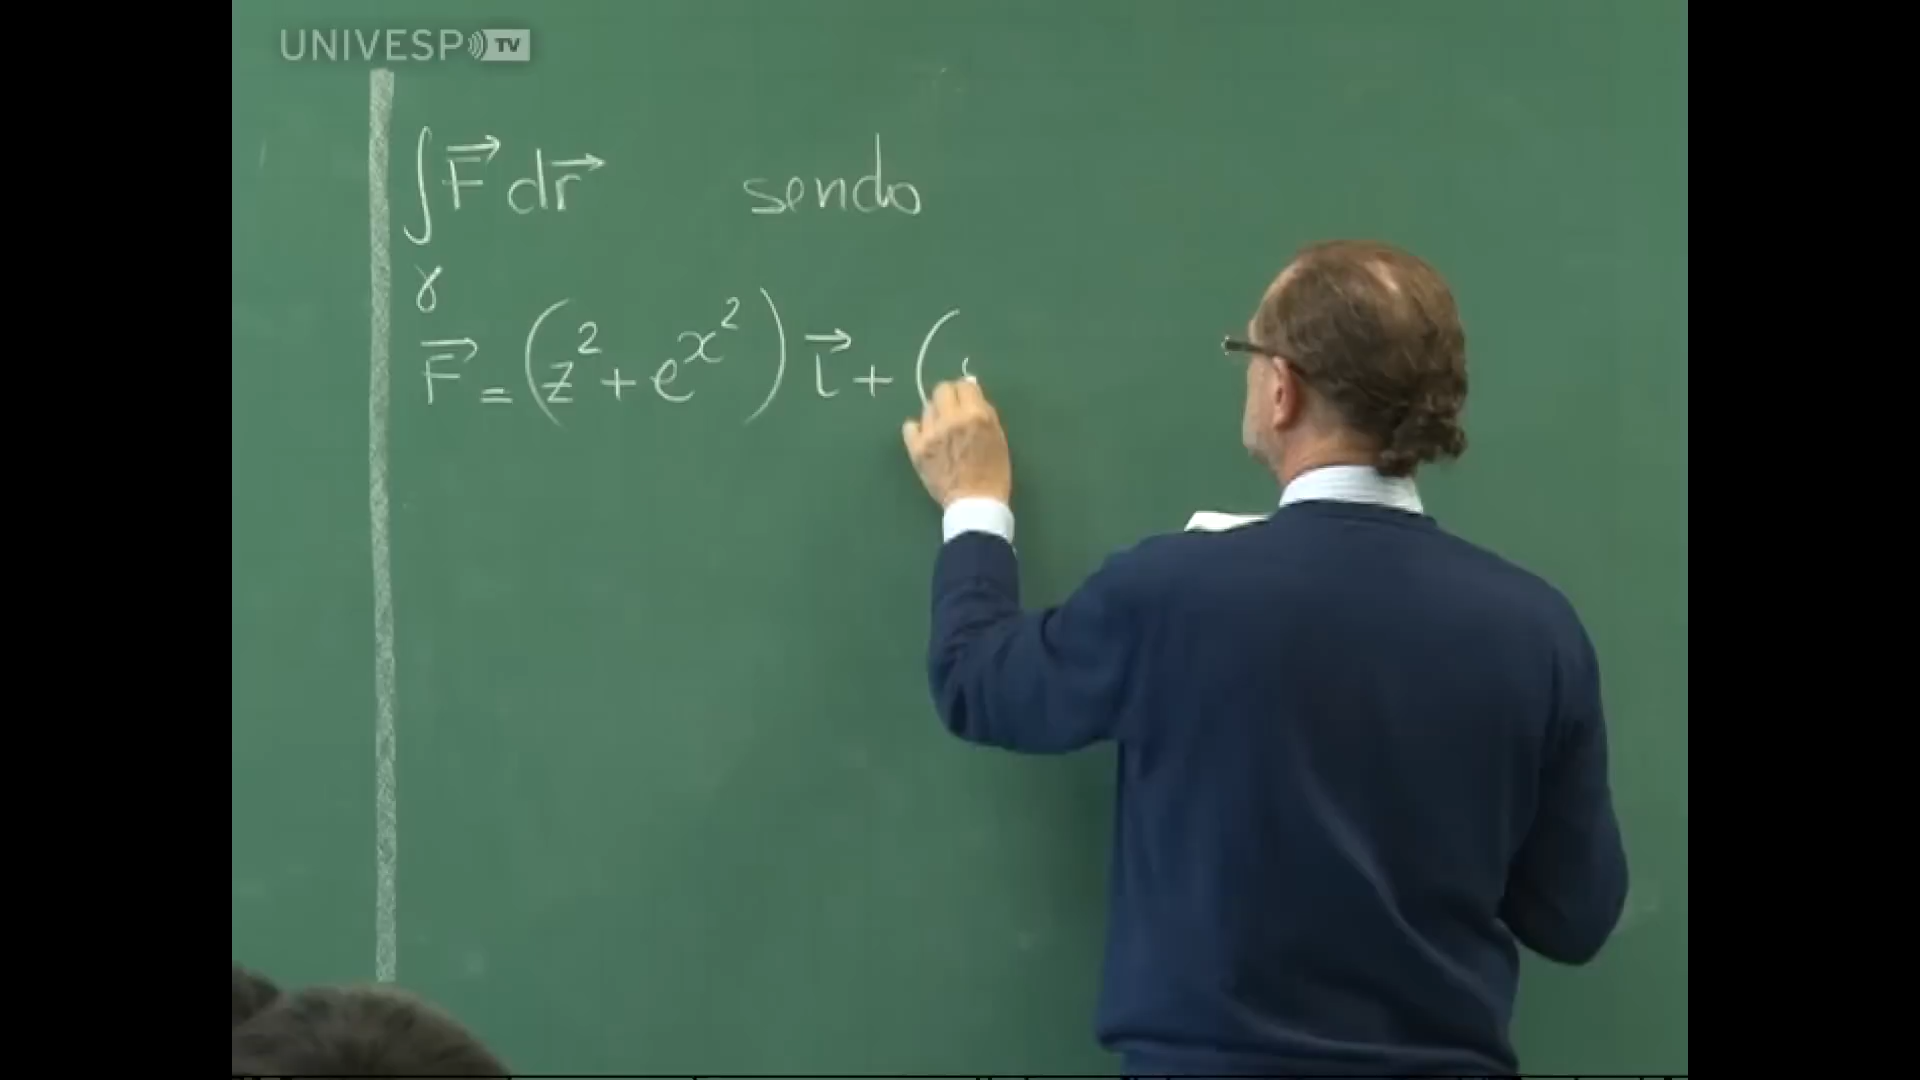 UNIVESP TV
∫ F⃗ dr⃗ sendo
γ
F⃗ = (z² + e^x²) i⃗ + (